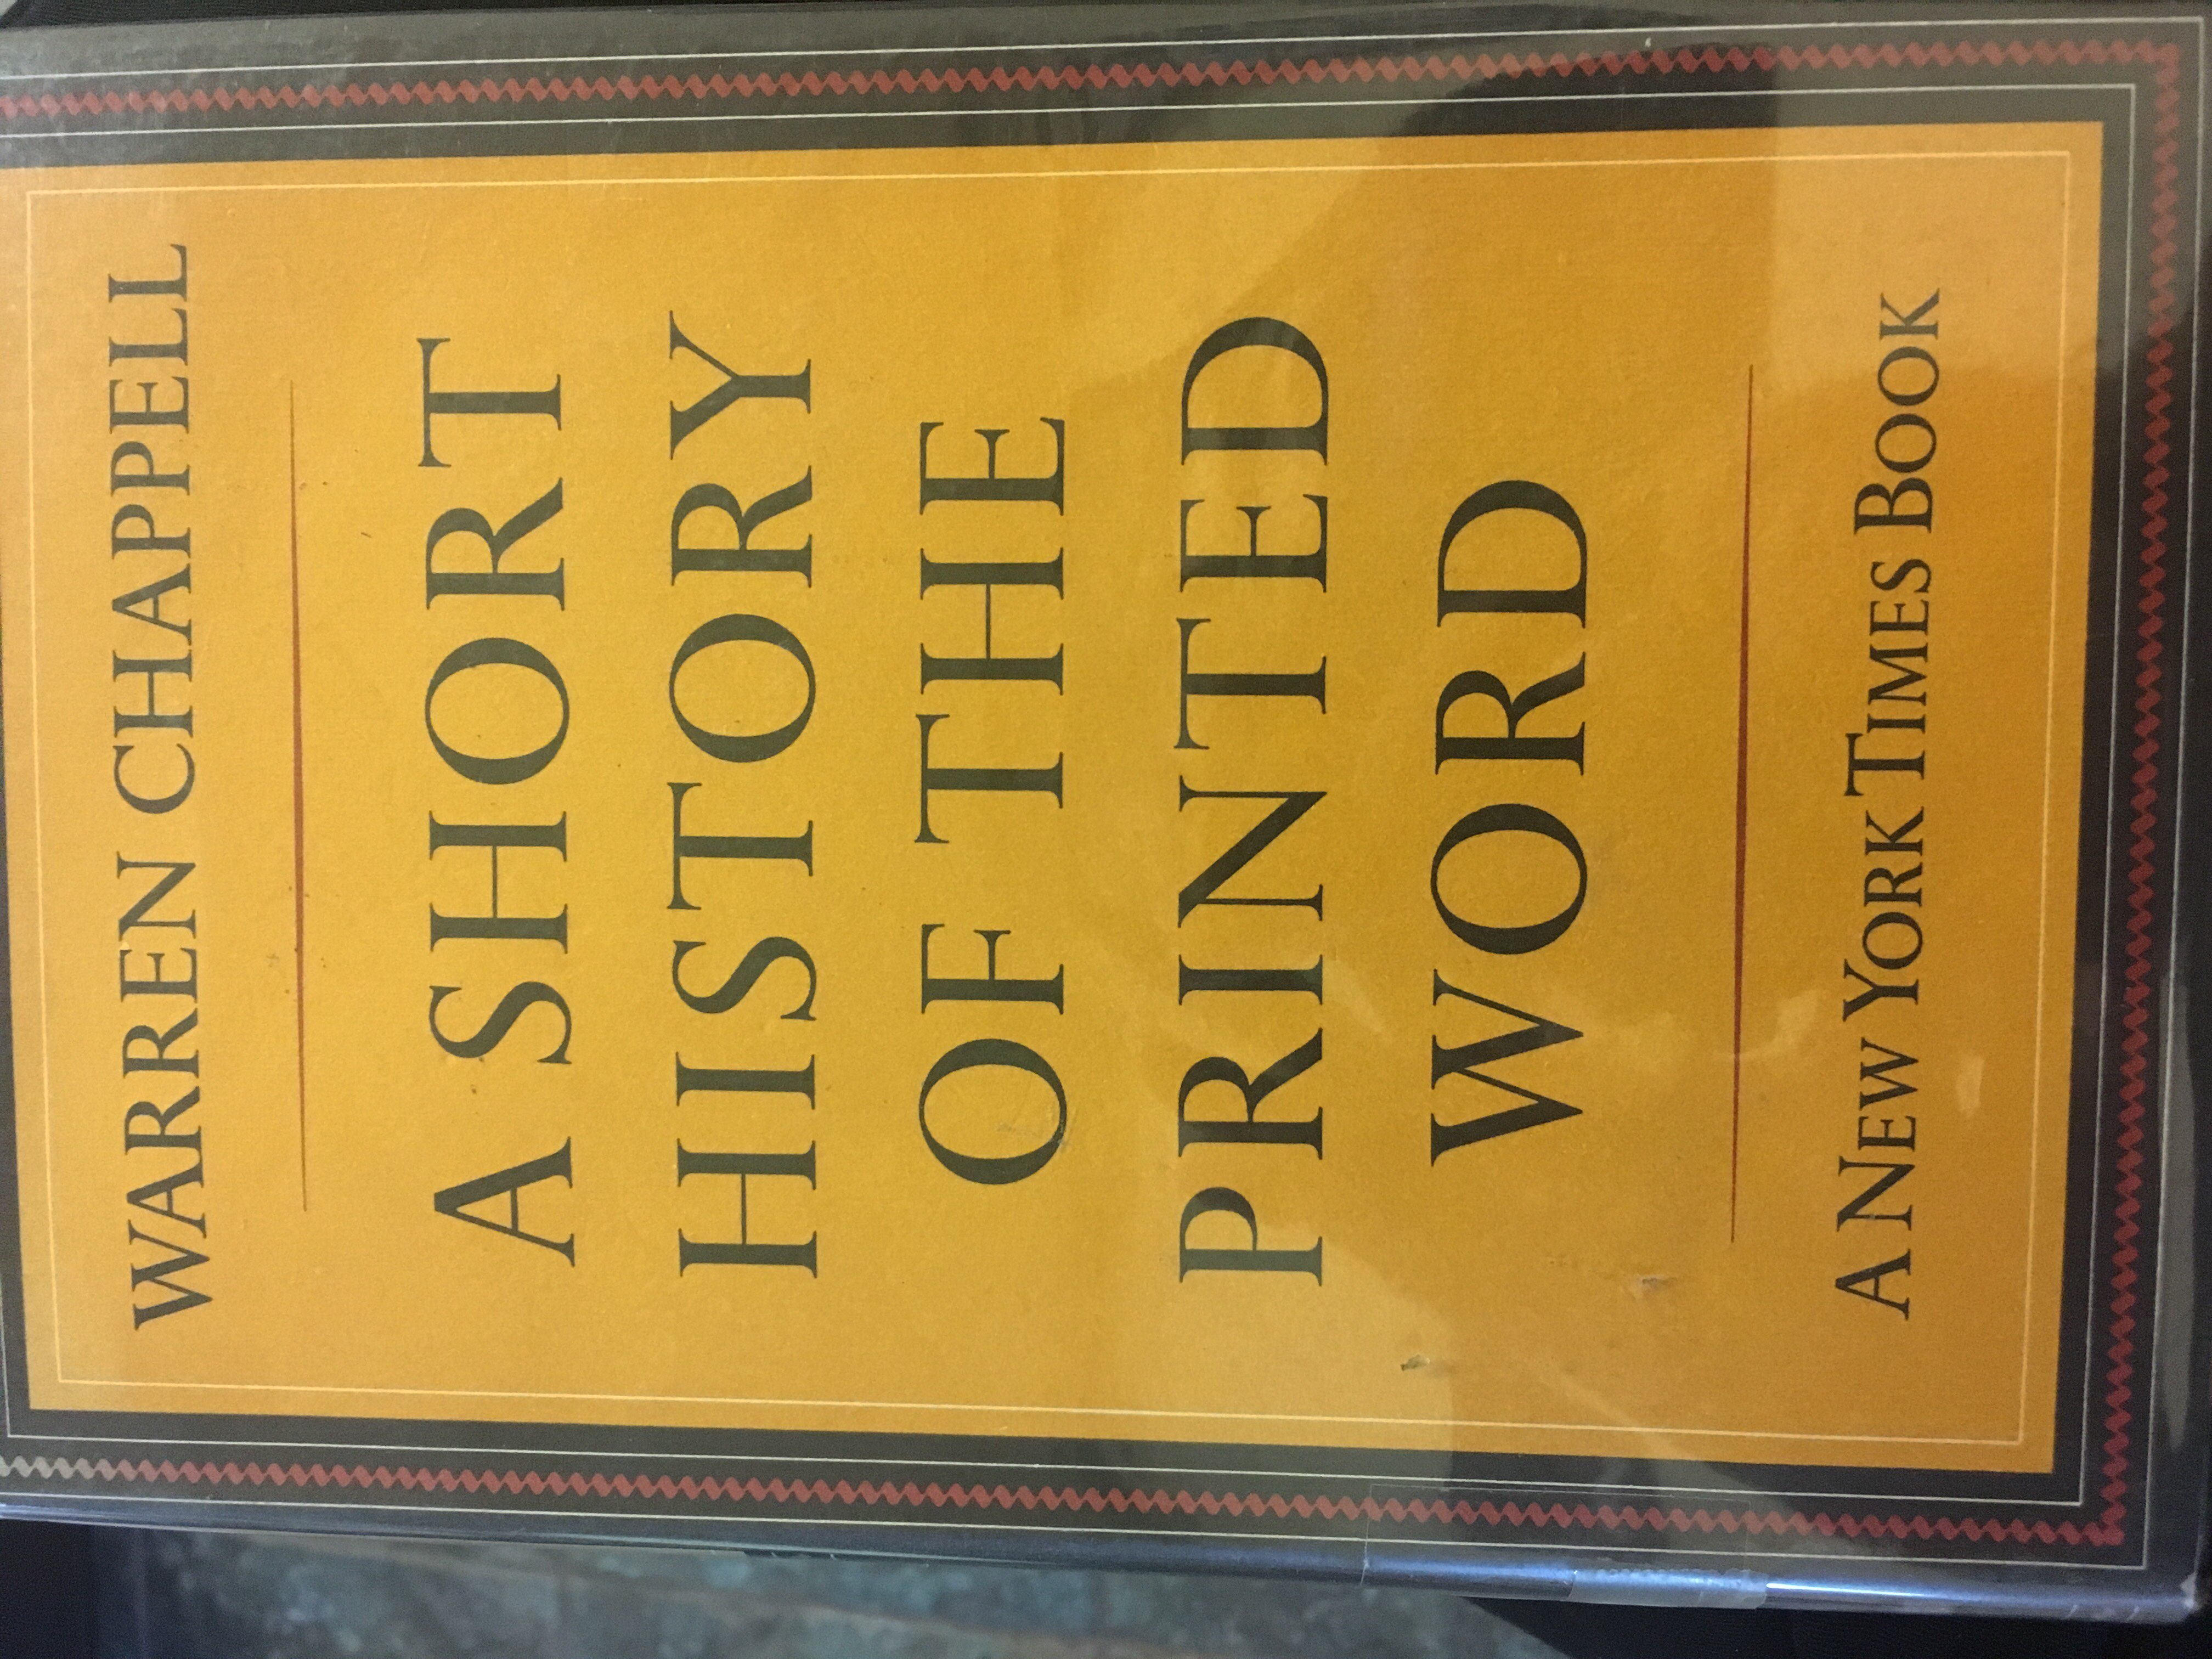 WARREN CHAPPELL
A SHORT
HISTORY
OF THE
PRINTED
WORD
A NEW YORK TIMES BOOK